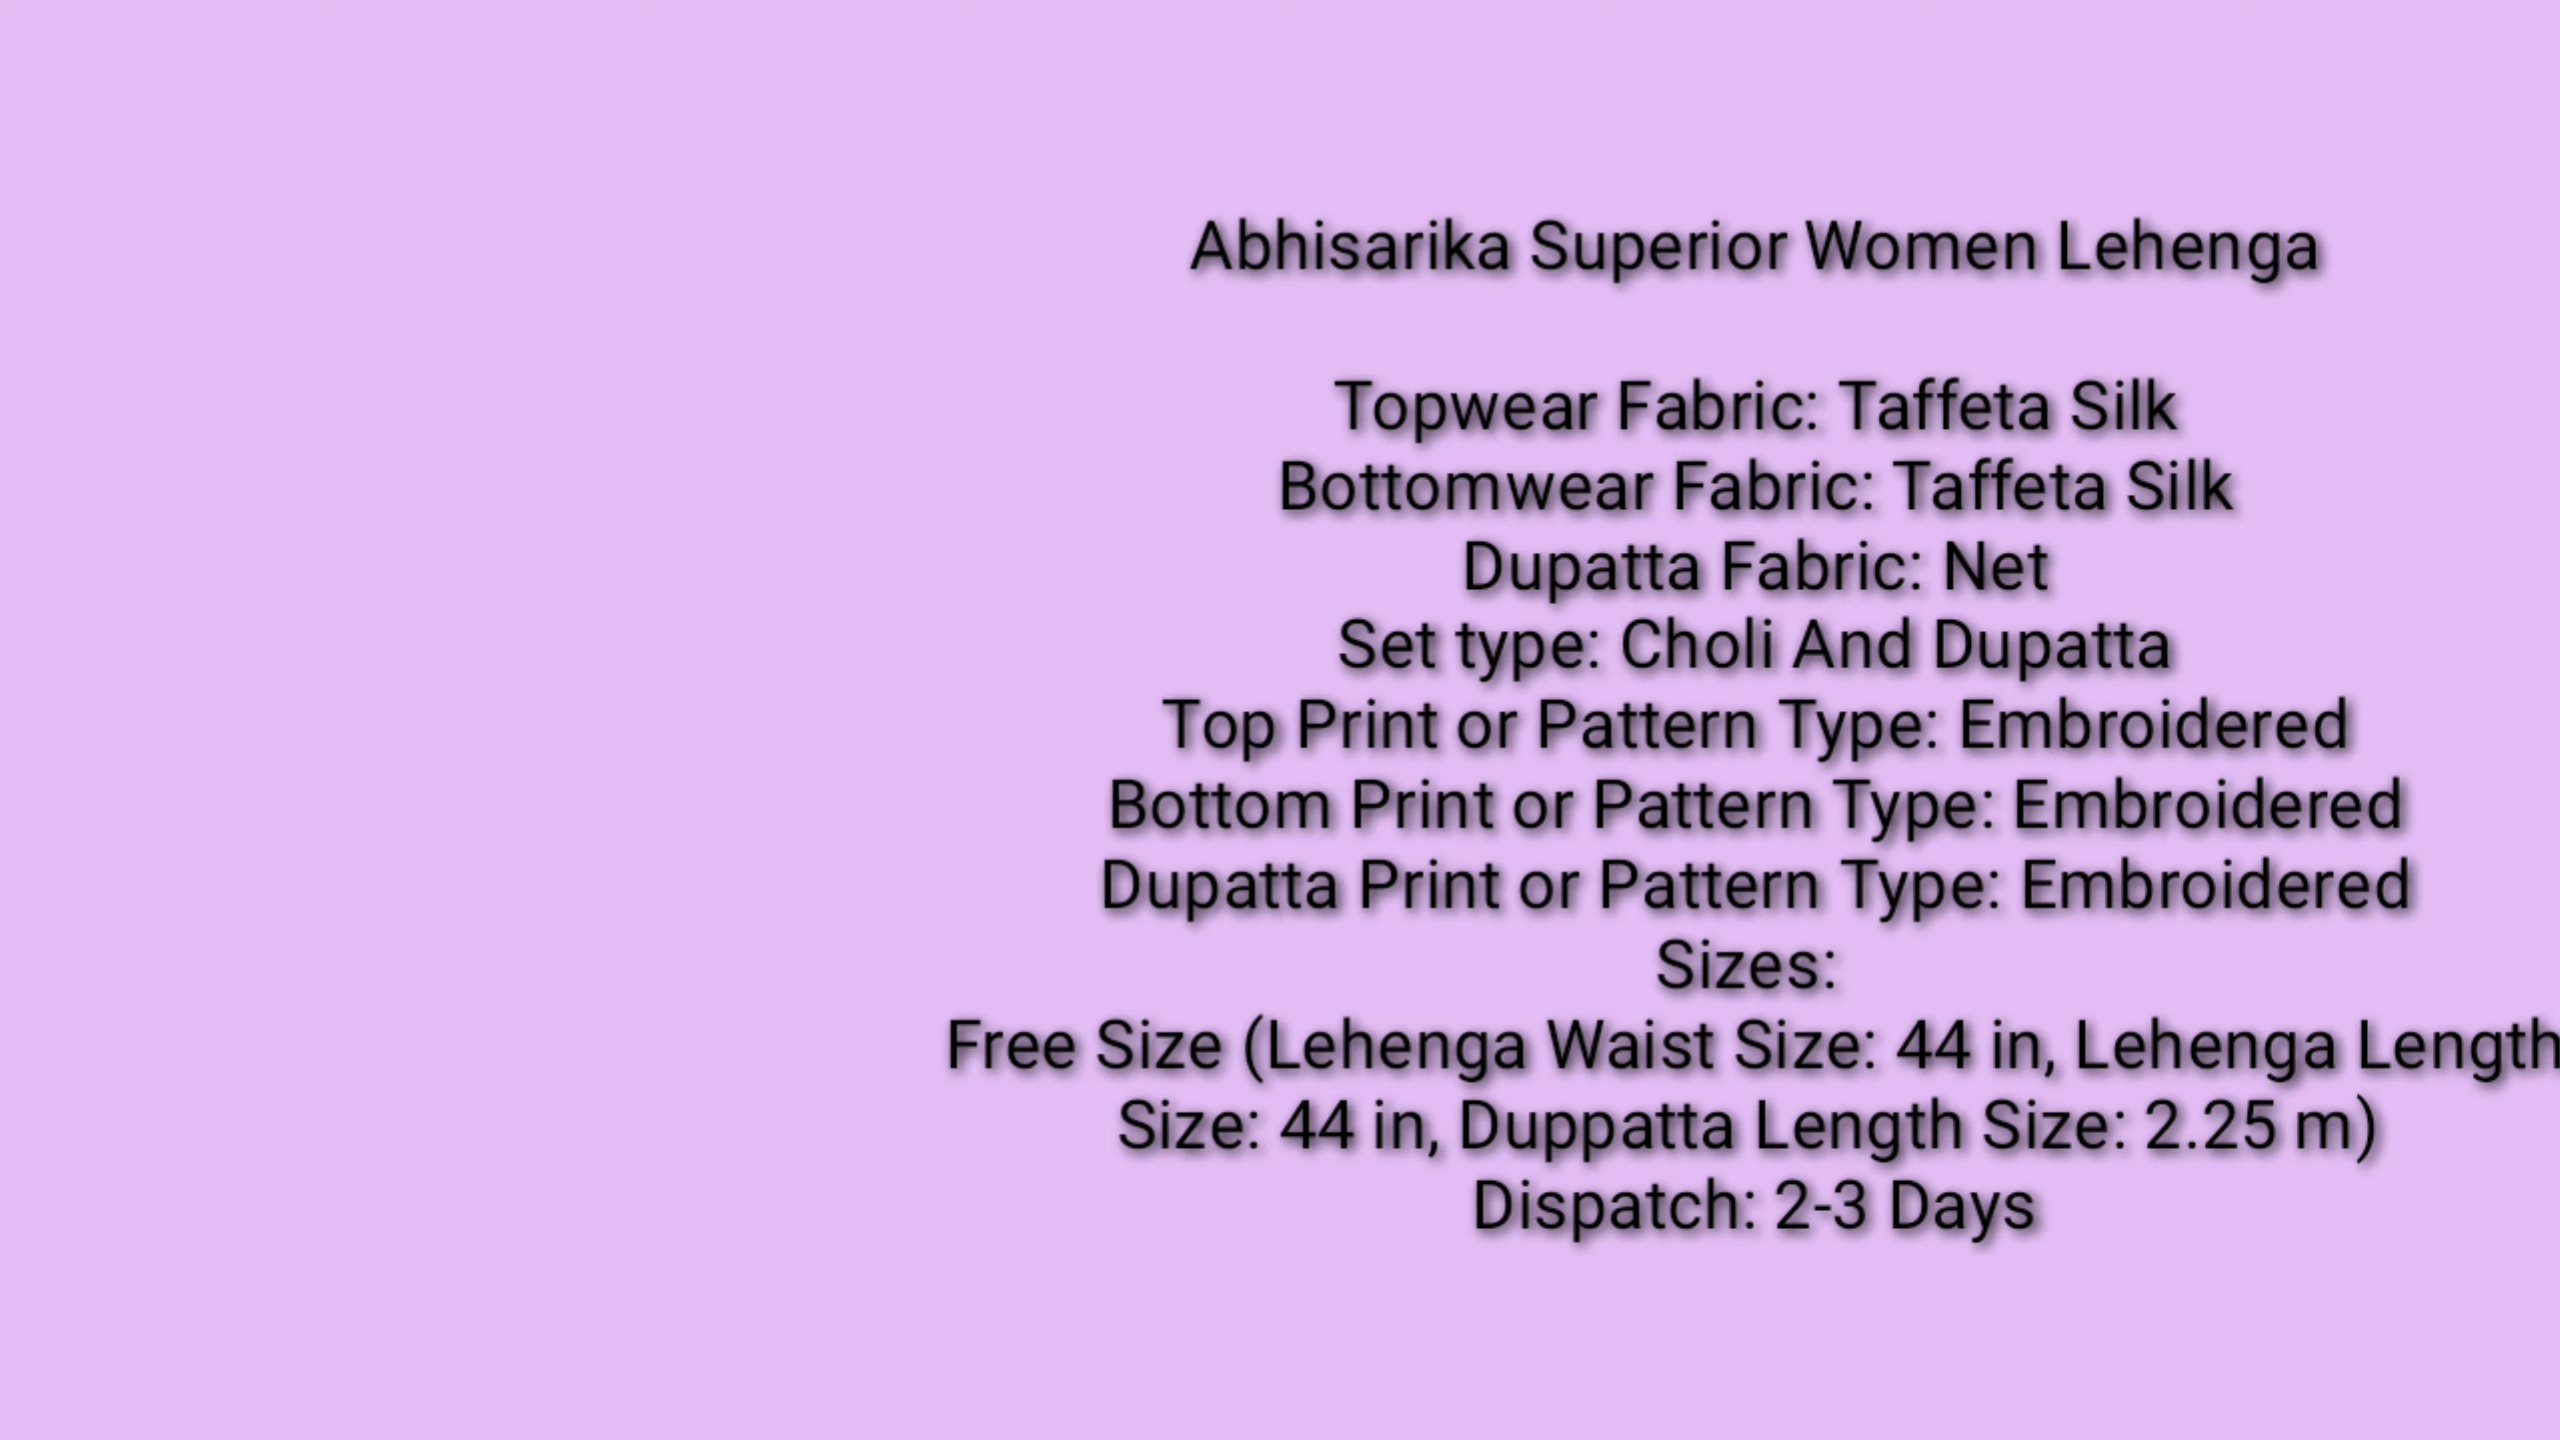 Abhisarika Superior Women Lehenga
Topwear Fabric: Taffeta Silk
Bottomwear Fabric: Taffeta Silk
Dupatta Fabric: Net
Set type: Choli And Dupatta
Top Print or Pattern Type: Embroidered
Bottom Print or Pattern Type: Embroidered
Dupatta Print or Pattern Type: Embroidered
Sizes:
Free Size (Lehenga Waist Size: 44 in, Lehenga Length
Size: 44 in, Duppatta Length Size: 2.25 m)
Dispatch: 2-3 Days